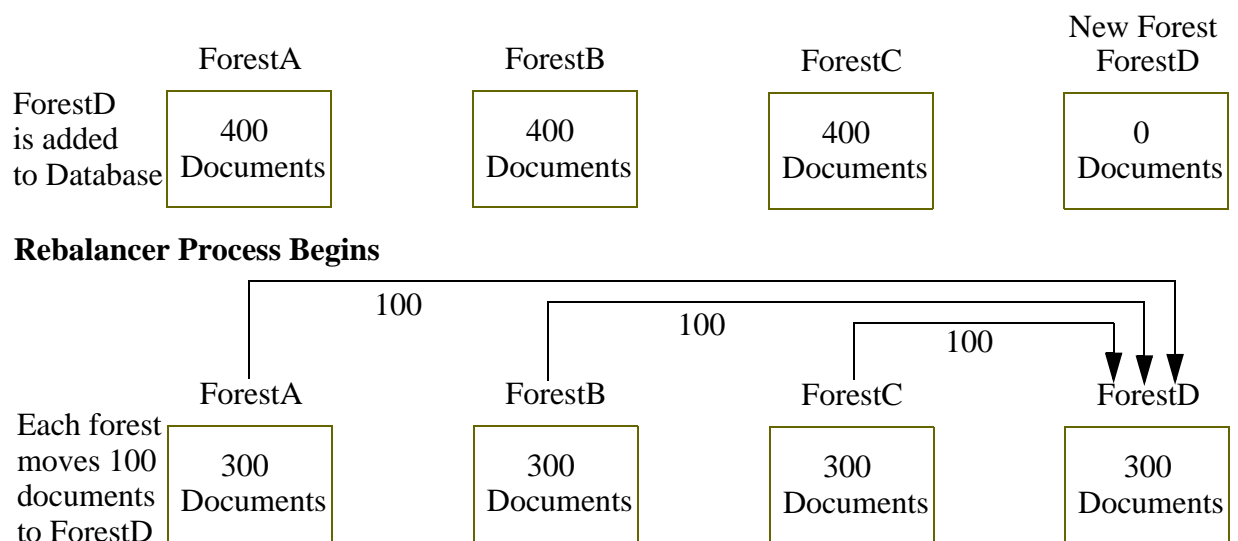 New Forest
ForestA ForestB ForestC ForestD
ForestD
is added
to Database
400
Documents
400
Documents
400
Documents
0
Documents
Rebalancer Process Begins
100
100
100
ForestA ForestB ForestC ForestD
Each forest
moves 100
documents
to ForestD
300
Documents
300
Documents
300
Documents
300
Documents